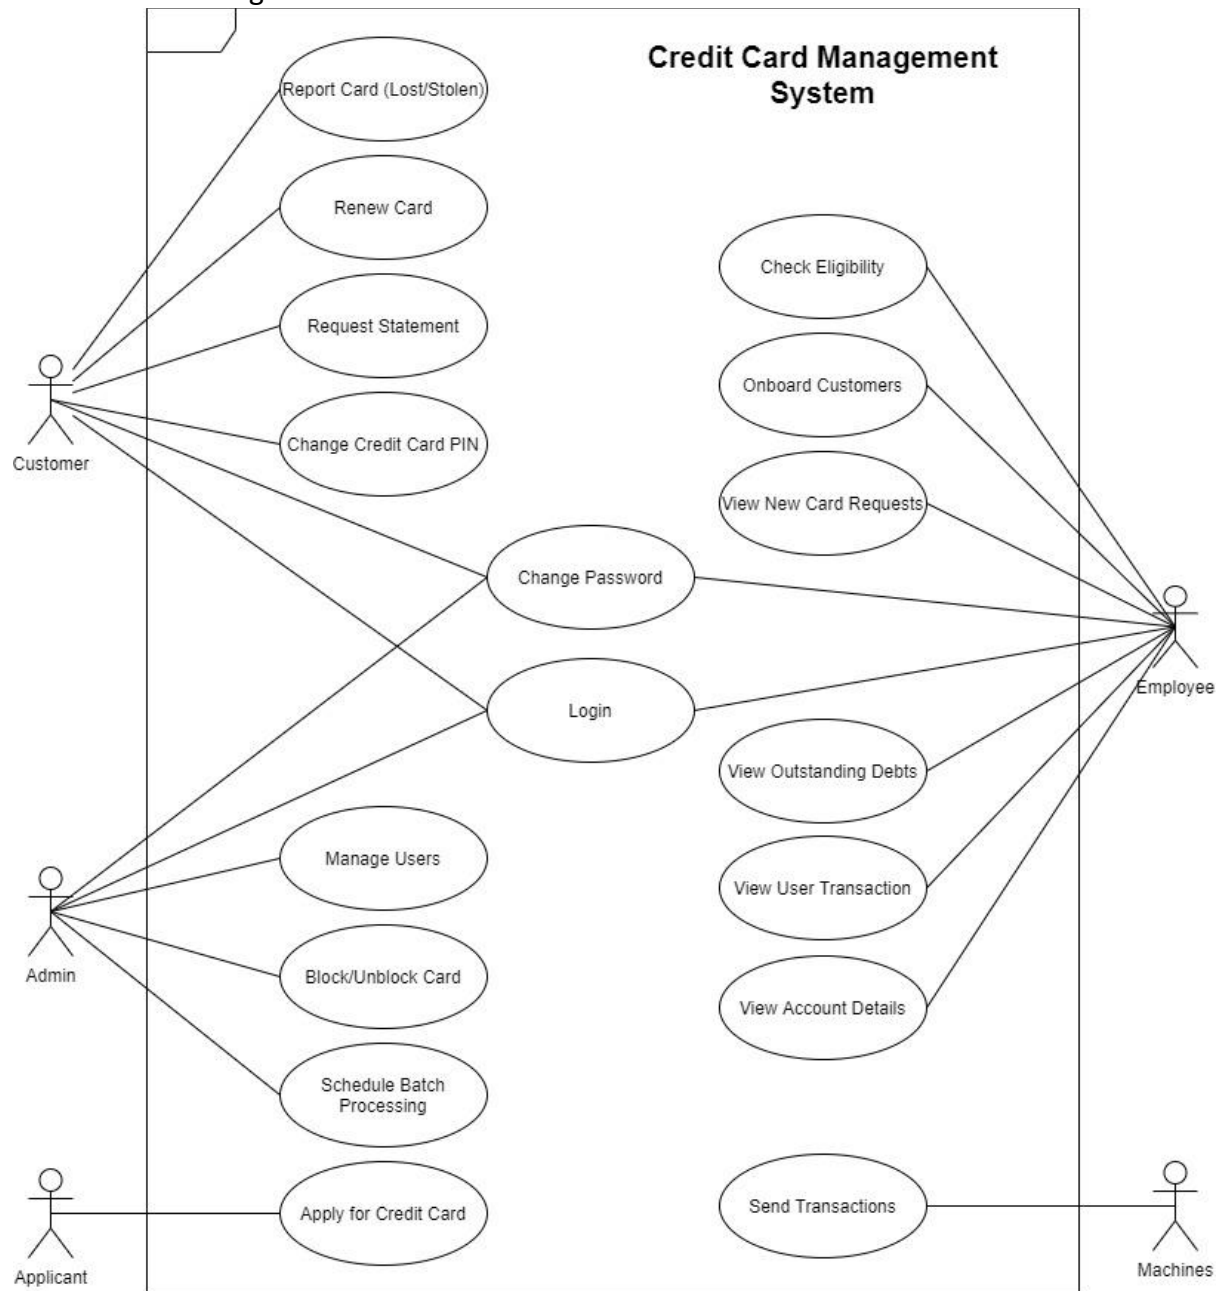 Credit Card Management
System
Report Card (Lost/Stolen)
Renew Card
Request Statement
Change Credit Card PIN
Customer
Check Eligibility
Onboard Customers
View New Card Requests
Change Password
Login
Employee
View Outstanding Debts
View User Transaction
View Account Details
Manage Users
Block/Unblock Card
Schedule Batch
Processing
Admin
Apply for Credit Card
Applicant
Send Transactions
Machines